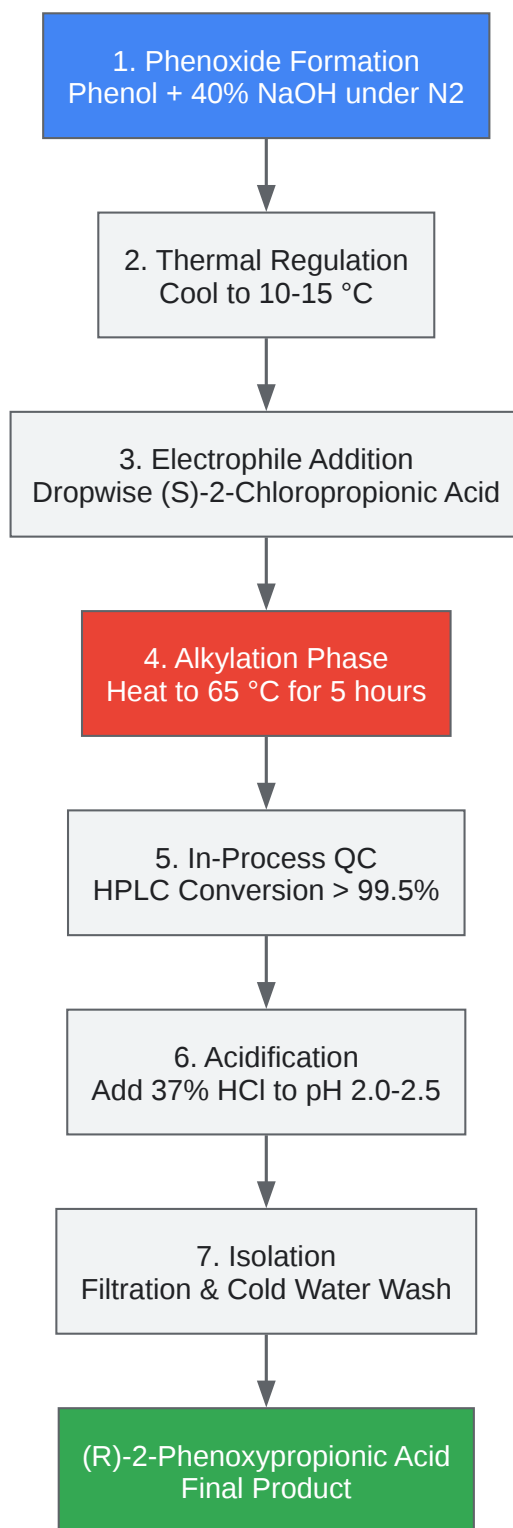 1. Phenoxide Formation
Phenol + 40% NaOH under N2
2. Thermal Regulation
Cool to 10-15 °C
3. Electrophile Addition
Dropwise (S)-2-Chloropropionic Acid
4. Alkylation Phase
Heat to 65 °C for 5 hours
5. In-Process QC
HPLC Conversion > 99.5%
6. Acidification
Add 37% HCl to pH 2.0-2.5
7. Isolation
Filtration & Cold Water Wash
(R)-2-Phenoxypropionic Acid
Final Product